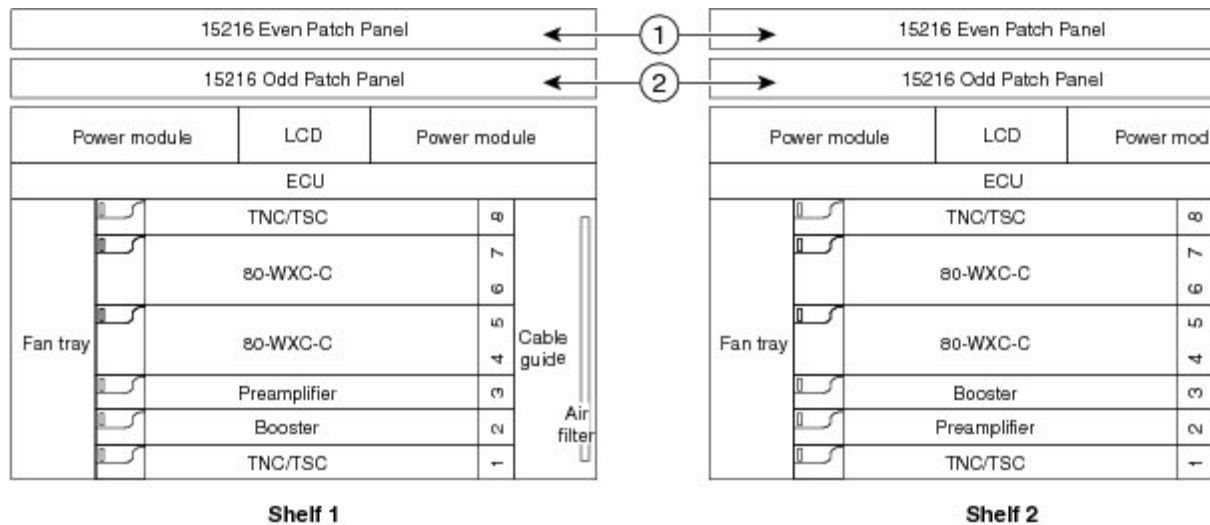 15216 Even Patch Panel 1 15216 Even Patch Panel
15216 Odd Patch Panel 2 15216 Odd Patch Panel
Power module LCD Power module Power module LCD Power mod
ECU ECU
TNC/TSC 8 TNC/TSC 8
7 7
80-WXC-C 80-WXC-C
6 6
5 5
Fan tray 80-WXC-C Cable guide Fan tray 80-WXC-C
4 4
Preamplifier 3 Booster 3
Booster 2 Air filter Preamplifier 2
TNC/TSC 1 TNC/TSC 1
Shelf 1 Shelf 2